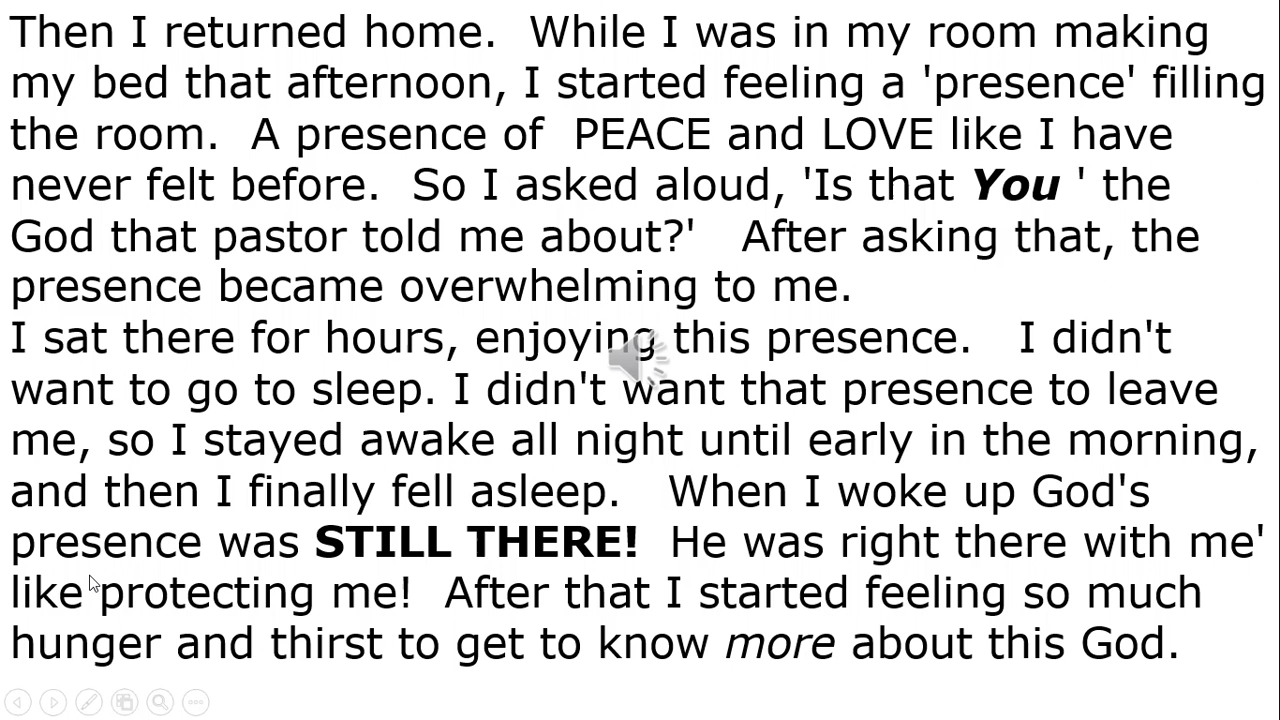 Then I returned home.  While I was in my room making
my bed that afternoon, I started feeling a 'presence' filling
the room.  A presence of  PEACE and LOVE like I have
never felt before.  So I asked aloud, 'Is that You ' the
God that pastor told me about?'   After asking that, the
presence became overwhelming to me.
I sat there for hours, enjoying this presence.   I didn't
want to go to sleep. I didn't want that presence to leave
me, so I stayed awake all night until early in the morning,
and then I finally fell asleep.   When I woke up God's
presence was STILL THERE!  He was right there with me'
like protecting me!  After that I started feeling so much
hunger and thirst to get to know more about this God.